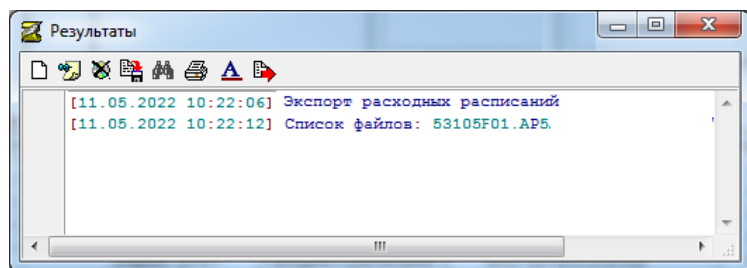 Результаты
[11.05.2022 10:22:06] Экспорт расходных расписаний
[11.05.2022 10:22:12] Список файлов: 53105F01.AP5.